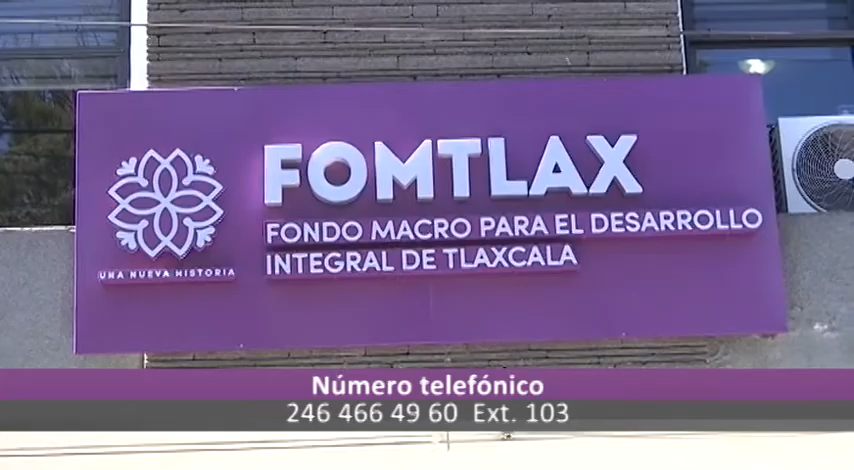 FOMTLAX
FONDO MACRO PARA EL DESARROLLO
INTEGRAL DE TLAXCALA
UNA NUEVA HISTORIA
Número telefónico
246 466 49 60 Ext. 103